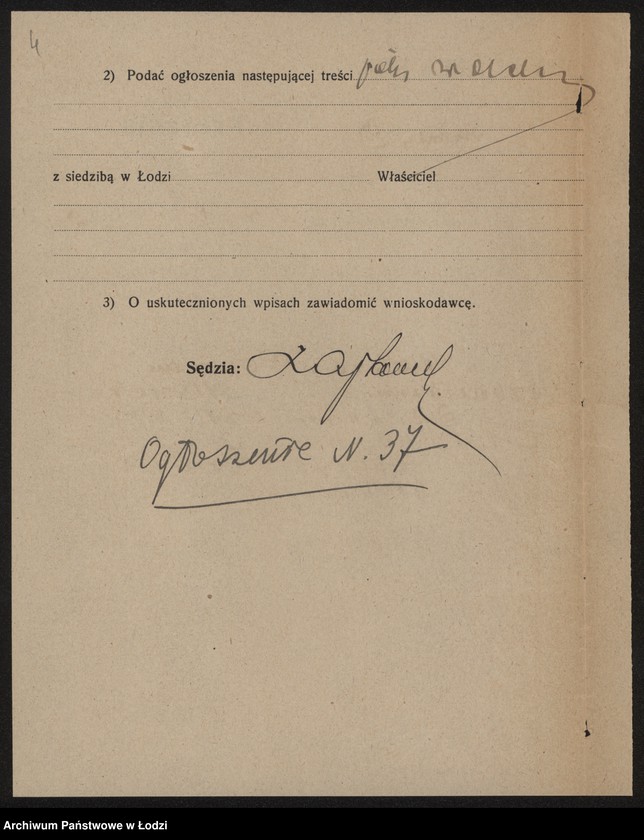 4
2) Podać ogłoszenia następującej treści
z siedzibą w Łodzi Właściciel
3) O uskutecznionych wpisach zawiadomić wnioskodawcę.
Sędzia:
Ogłoszenie N. 37
Archiwum Państwowe w Łodzi